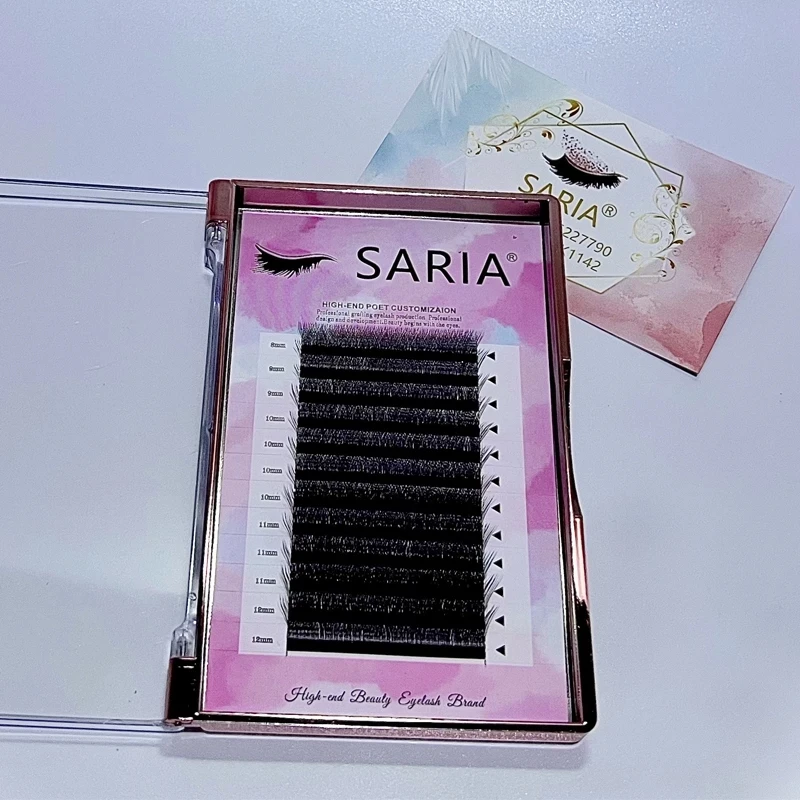 SARIA®
227790
1142
SARIA®
HIGH-END POET CUSTOMIZAION
Professional grafting eyelash production. Professional
design and development.Beauty begins with the eyes.
8mm
9mm
10mm
10mm
10mm
10mm
11mm
11mm
11mm
12mm
12mm
High-end Beauty Eyelash Brand